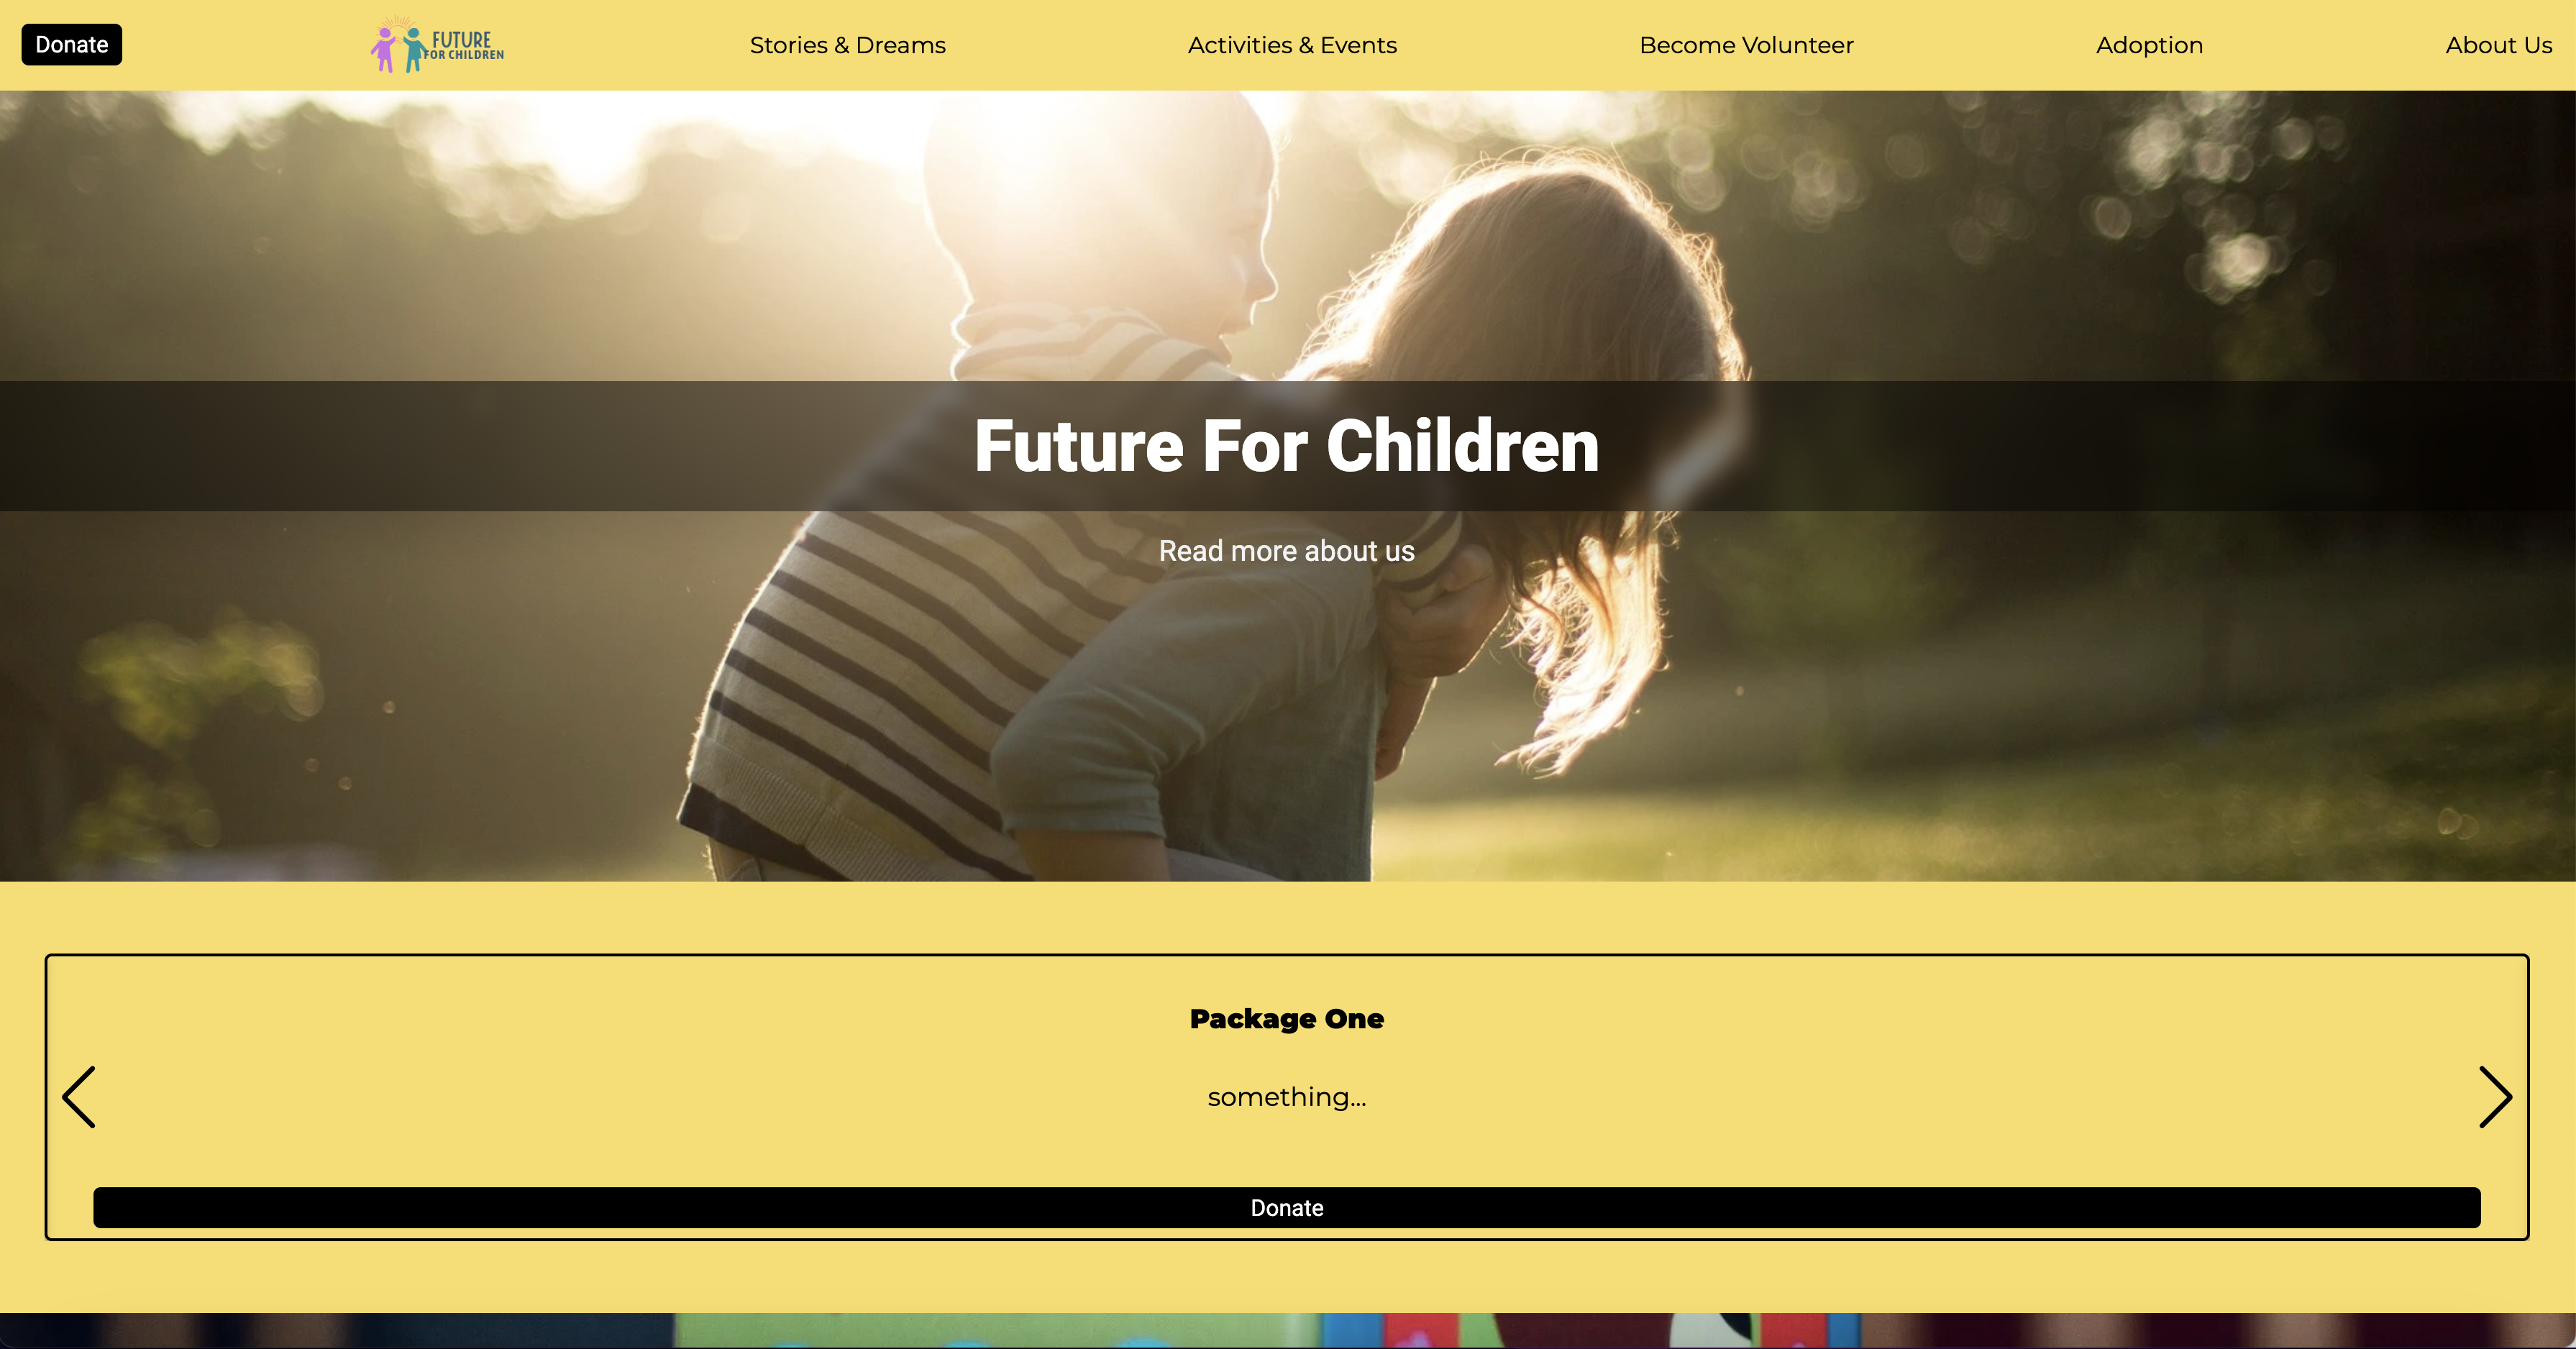 Donate
FUTURE
FOR CHILDREN
Stories & Dreams
Activities & Events
Become Volunteer
Adoption
About Us
Future For Children
Read more about us
Package One
something...
Donate